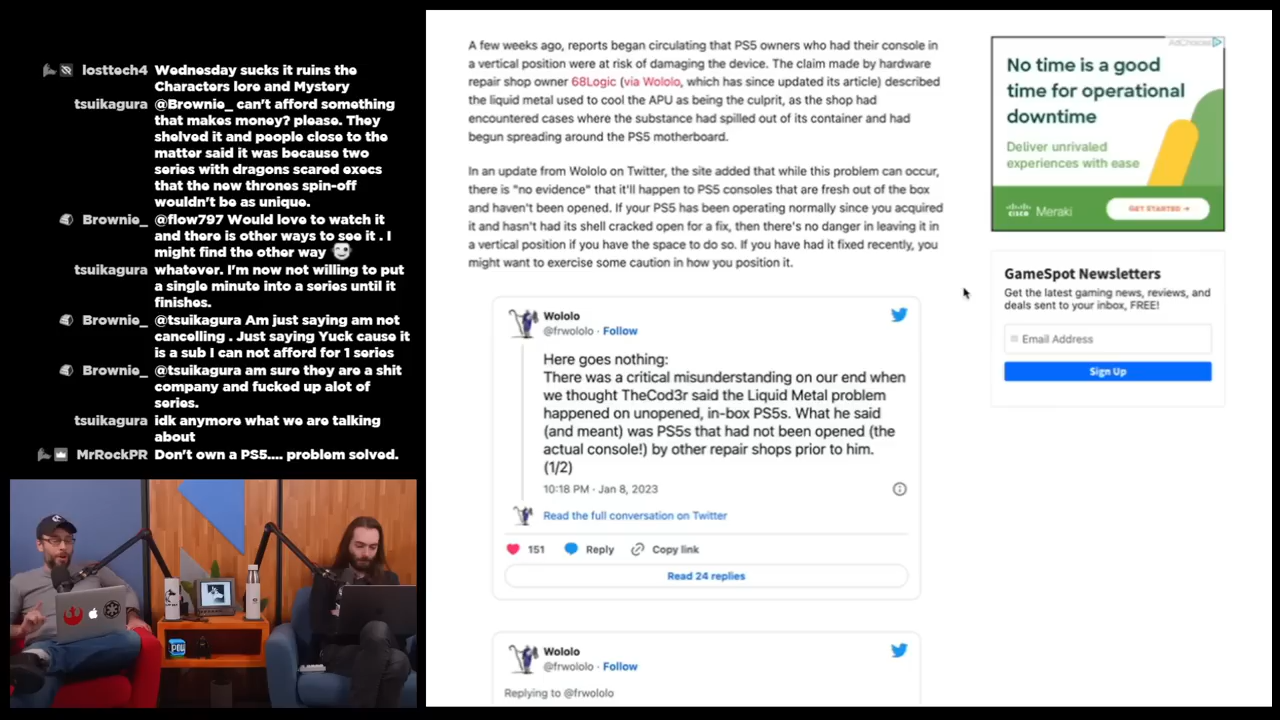 losttech4 Wednesday sucks it ruins the
Characters lore and Mystery
tsuikagura @Brownie_ can't afford something
that makes money? please. They
shelved it and people close to the
matter said it was because two
series with dragons scared execs
that the new thrones spin-off
wouldn't be as unique.
Brownie_ @flow797 Would love to watch it
and there is other ways to see it . I
might find the other way
tsuikagura whatever. I'm now not willing to put
a single minute into a series until it
finishes.
Brownie_ @tsuikagura Am just saying am not
cancelling . Just saying Yuck cause it
is a sub I can not afford for 1 series
Brownie_ @tsuikagura am sure they are a shit
company and fucked up alot of
series.
tsuikagura idk anymore what we are talking
about
MrRockPR Don't own a PS5.... problem solved.
A few weeks ago, reports began circulating that PS5 owners who had their console in
a vertical position were at risk of damaging the device. The claim made by hardware
repair shop owner 68Logic (via Wololo, which has since updated its article) described
the liquid metal used to cool the APU as being the culprit, as the shop had
encountered cases where the substance had spilled out of its container and had
begun spreading around the PS5 motherboard.
In an update from Wololo on Twitter, the site added that while this problem can occur,
there is "no evidence" that it'll happen to PS5 consoles that are fresh out of the box
and haven't been opened. If your PS5 has been operating normally since you acquired
it and hasn't had its shell cracked open for a fix, then there's no danger in leaving it in
a vertical position if you have the space to do so. If you have had it fixed recently, you
might want to exercise some caution in how you position it.
Wololo
@frwololo · Follow
Here goes nothing:
There was a critical misunderstanding on our end when
we thought TheCod3r said the Liquid Metal problem
happened on unopened, in-box PS5s. What he said
(and meant) was PS5s that had not been opened (the
actual console!) by other repair shops prior to him.
(1/2)
10:18 PM · Jan 8, 2023
Read the full conversation on Twitter
151 Reply Copy link
Read 24 replies
Wololo
@frwololo · Follow
Replying to @frwololo
AdChoices
No time is a good
time for operational
downtime
Deliver unrivaled
experiences with ease
CISCO Meraki GET STARTED
GameSpot Newsletters
Get the latest gaming news, reviews, and
deals sent to your inbox, FREE!
Email Address
Sign Up